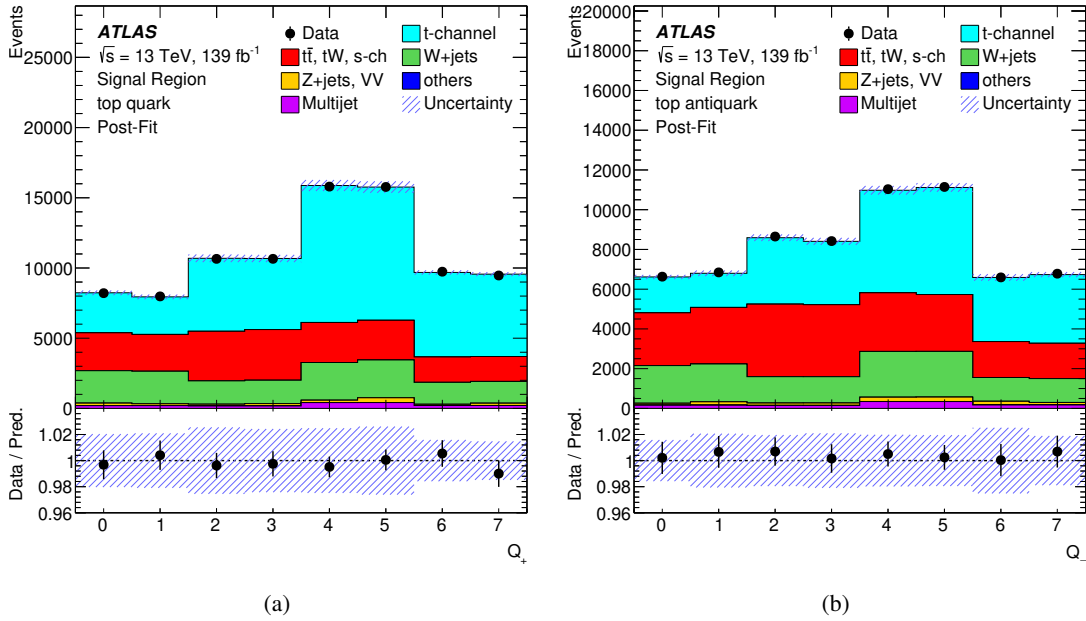 Events
ATLAS
√s = 13 TeV, 139 fb-1
Signal Region
top quark
Post-Fit
Data
t-channel
tt̄, tW, s-ch
W+jets
Z+jets, VV
others
Multijet
Uncertainty
25000
20000
15000
10000
5000
0
Data / Pred.
1.02
1
0.98
0.96
0 1 2 3 4 5 6 7
Q+
(a)
Events
ATLAS
√s = 13 TeV, 139 fb-1
Signal Region
top antiquark
Post-Fit
Data
t-channel
tt̄, tW, s-ch
W+jets
Z+jets, VV
others
Multijet
Uncertainty
20000
18000
16000
14000
12000
10000
8000
6000
4000
2000
0
Data / Pred.
1.02
1
0.98
0.96
0 1 2 3 4 5 6 7
Q−
(b)